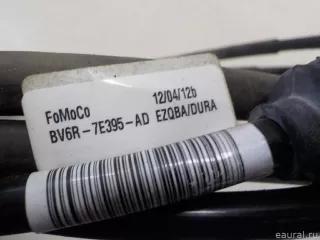 FoMoCo 12/04/12b
BV6R-7E395-AD EZQBA/DURA
eaural.ru